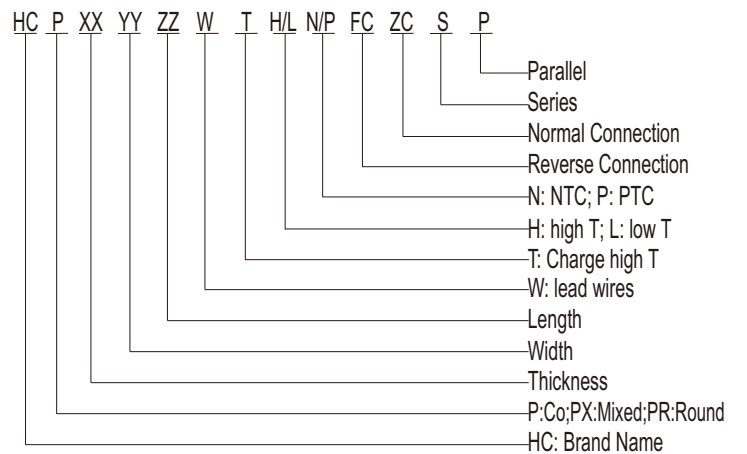 HC P XX YY ZZ W T H/L N/P FC ZC S P
Parallel
Series
Normal Connection
Reverse Connection
N: NTC; P: PTC
H: high T; L: low T
T: Charge high T
W: lead wires
Length
Width
Thickness
P:Co;PX:Mixed;PR:Round
HC: Brand Name